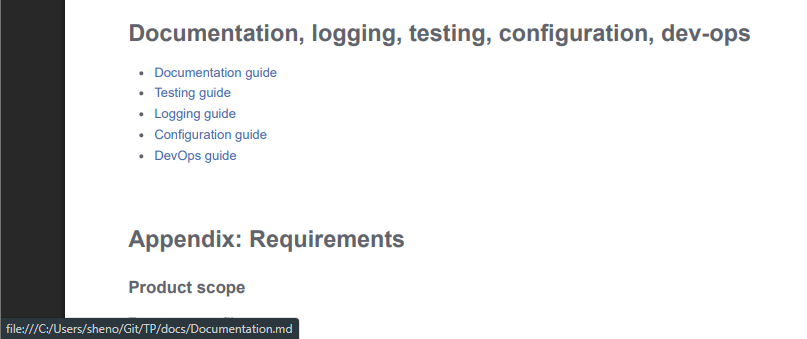 Documentation, logging, testing, configuration, dev-ops
Documentation guide
Testing guide
Logging guide
Configuration guide
DevOps guide
Appendix: Requirements
Product scope
file:///C:/Users/sheno/Git/TP/docs/Documentation.md